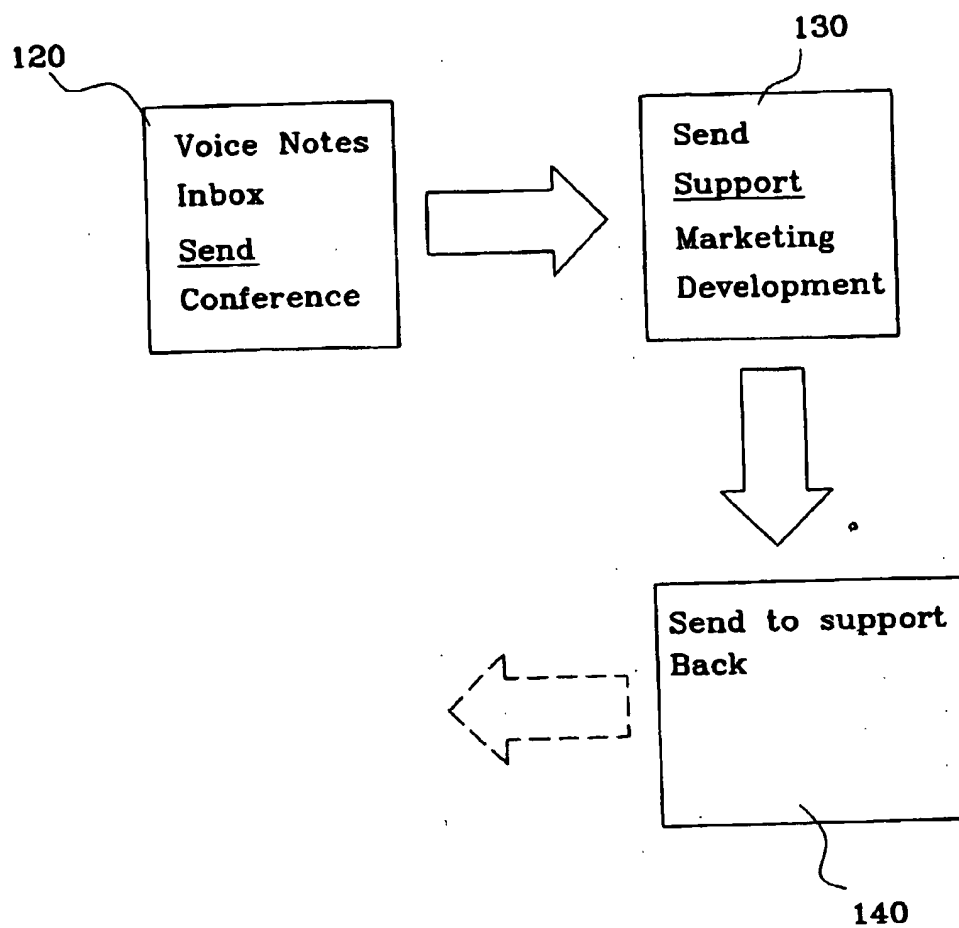 120
Voice Notes
Inbox
Send
Conference
130
Send
Support
Marketing
Development
Send to support
Back
140